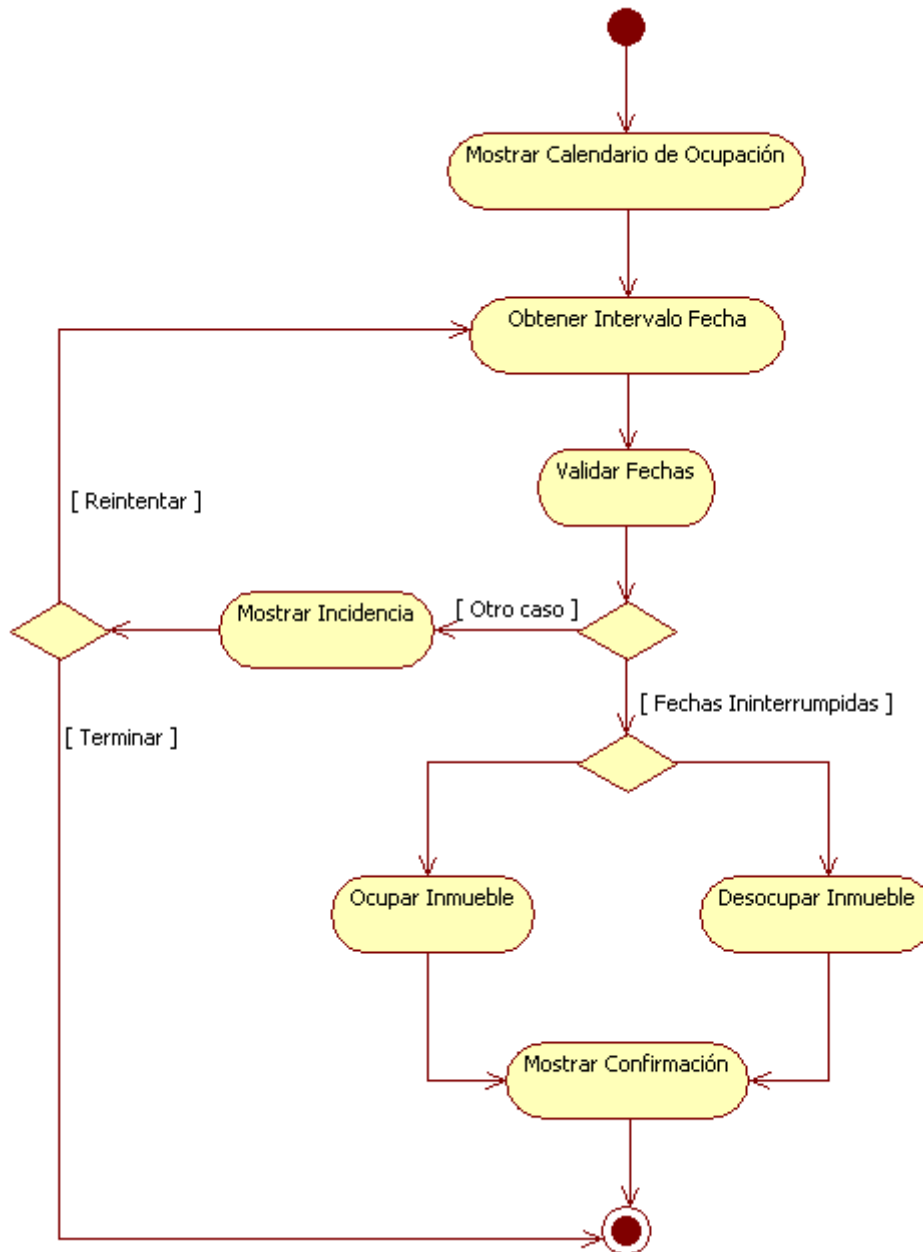 Mostrar Calendario de Ocupación
Obtener Intervalo Fecha
Validar Fechas
[ Reintentar ]
Mostrar Incidencia
[ Otro caso ]
[ Fechas Ininterrumpidas ]
[ Terminar ]
Ocupar Inmueble
Desocupar Inmueble
Mostrar Confirmación